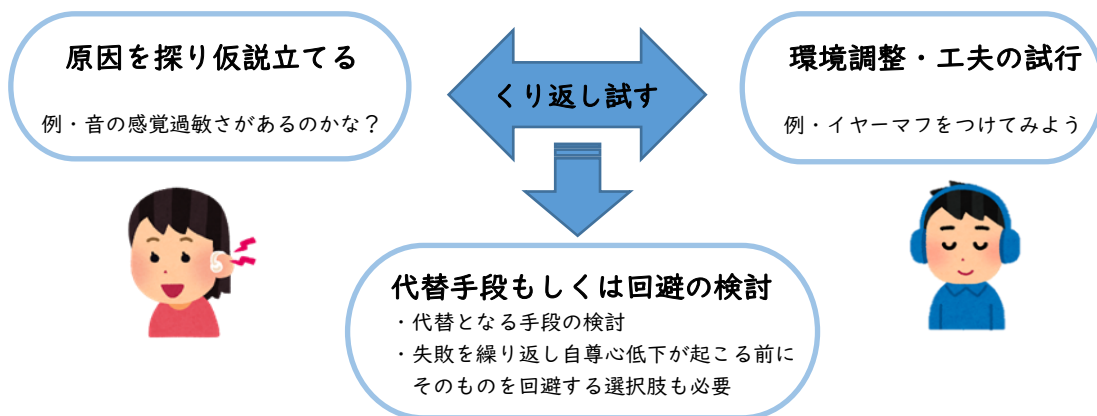 原因を探り仮説立てる
例・音の感覚過敏さがあるのかな？
くり返し試す
環境調整・工夫の試行
例・イヤーマフをつけてみよう
代替手段もしくは回避の検討
・代替となる手段の検討
・失敗を繰り返し自尊心低下が起こる前に
そのものを回避する選択肢も必要